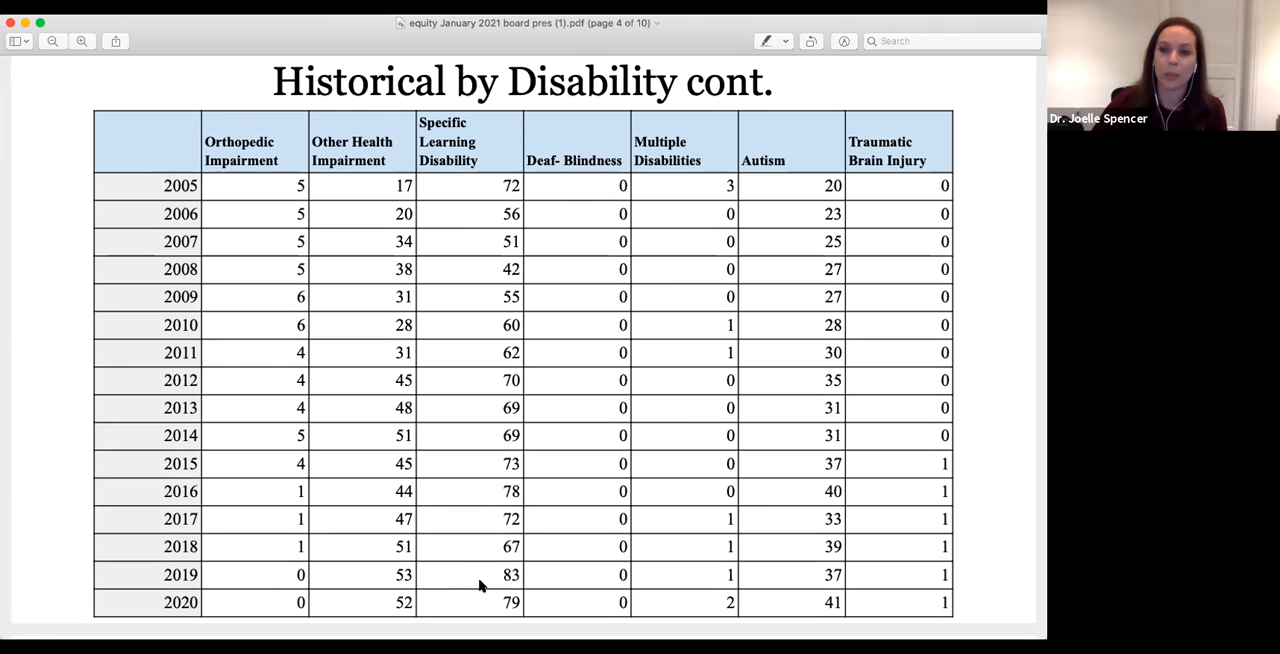 equity January 2021 board pres (1).pdf (page 4 of 10)
Search
Historical by Disability cont.
Orthopedic Impairment Other Health Impairment Specific Learning Disability Deaf- Blindness Multiple Disabilities Autism Traumatic Brain Injury
2005 5 17 72 0 3 20 0
2006 5 20 56 0 0 23 0
2007 5 34 51 0 0 25 0
2008 5 38 42 0 0 27 0
2009 6 31 55 0 0 27 0
2010 6 28 60 0 1 28 0
2011 4 31 62 0 1 30 0
2012 4 45 70 0 0 35 0
2013 4 48 69 0 0 31 0
2014 5 51 69 0 0 31 0
2015 4 45 73 0 0 37 1
2016 1 44 78 0 0 40 1
2017 1 47 72 0 1 33 1
2018 1 51 67 0 1 39 1
2019 0 53 83 0 1 37 1
2020 0 52 79 0 2 41 1
Dr. Joelle Spencer